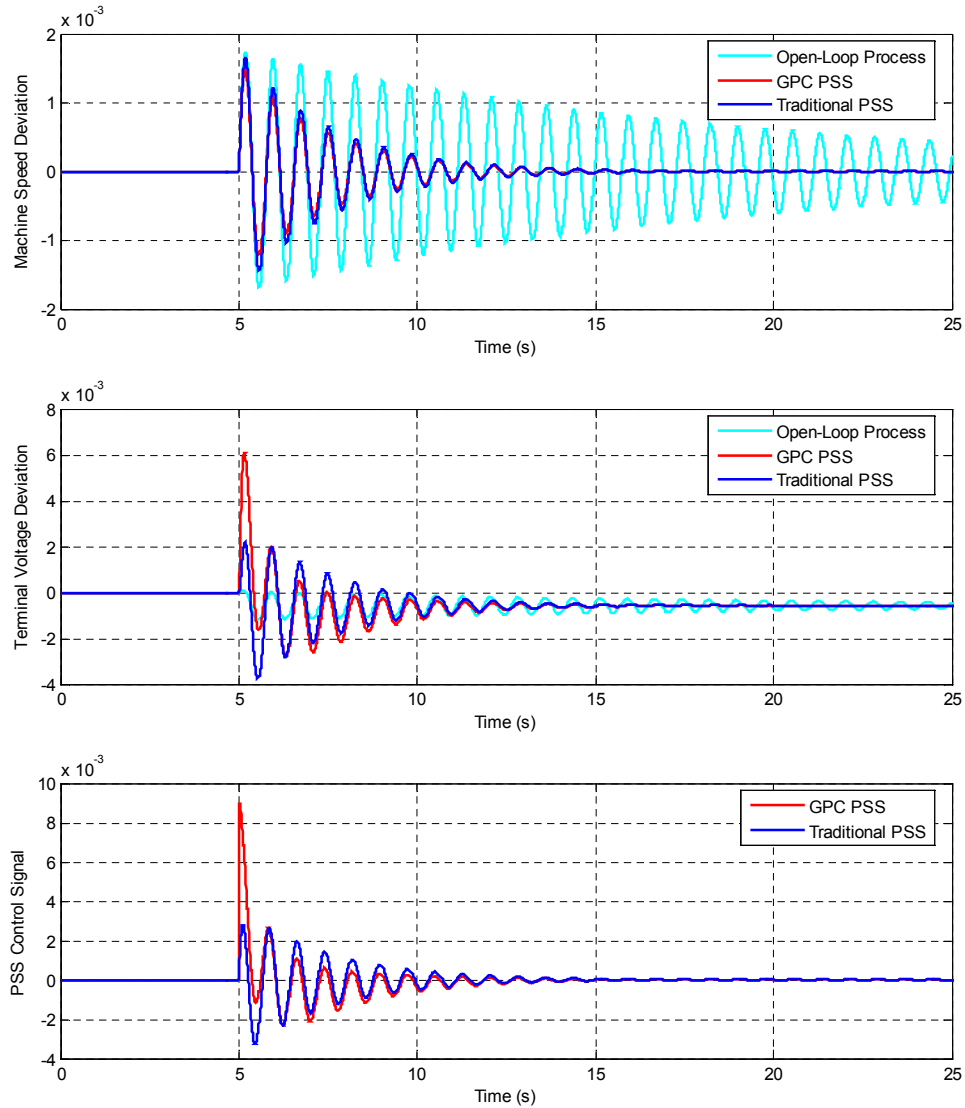 x 10-3
2
1
0
-1
-2
Machine Speed Deviation
Open-Loop Process
GPC PSS
Traditional PSS
0 5 10 15 20 25
Time (s)
x 10-3
8
6
4
2
0
-2
-4
Terminal Voltage Deviation
Open-Loop Process
GPC PSS
Traditional PSS
0 5 10 15 20 25
Time (s)
x 10-3
10
8
6
4
2
0
-2
-4
PSS Control Signal
GPC PSS
Traditional PSS
0 5 10 15 20 25
Time (s)